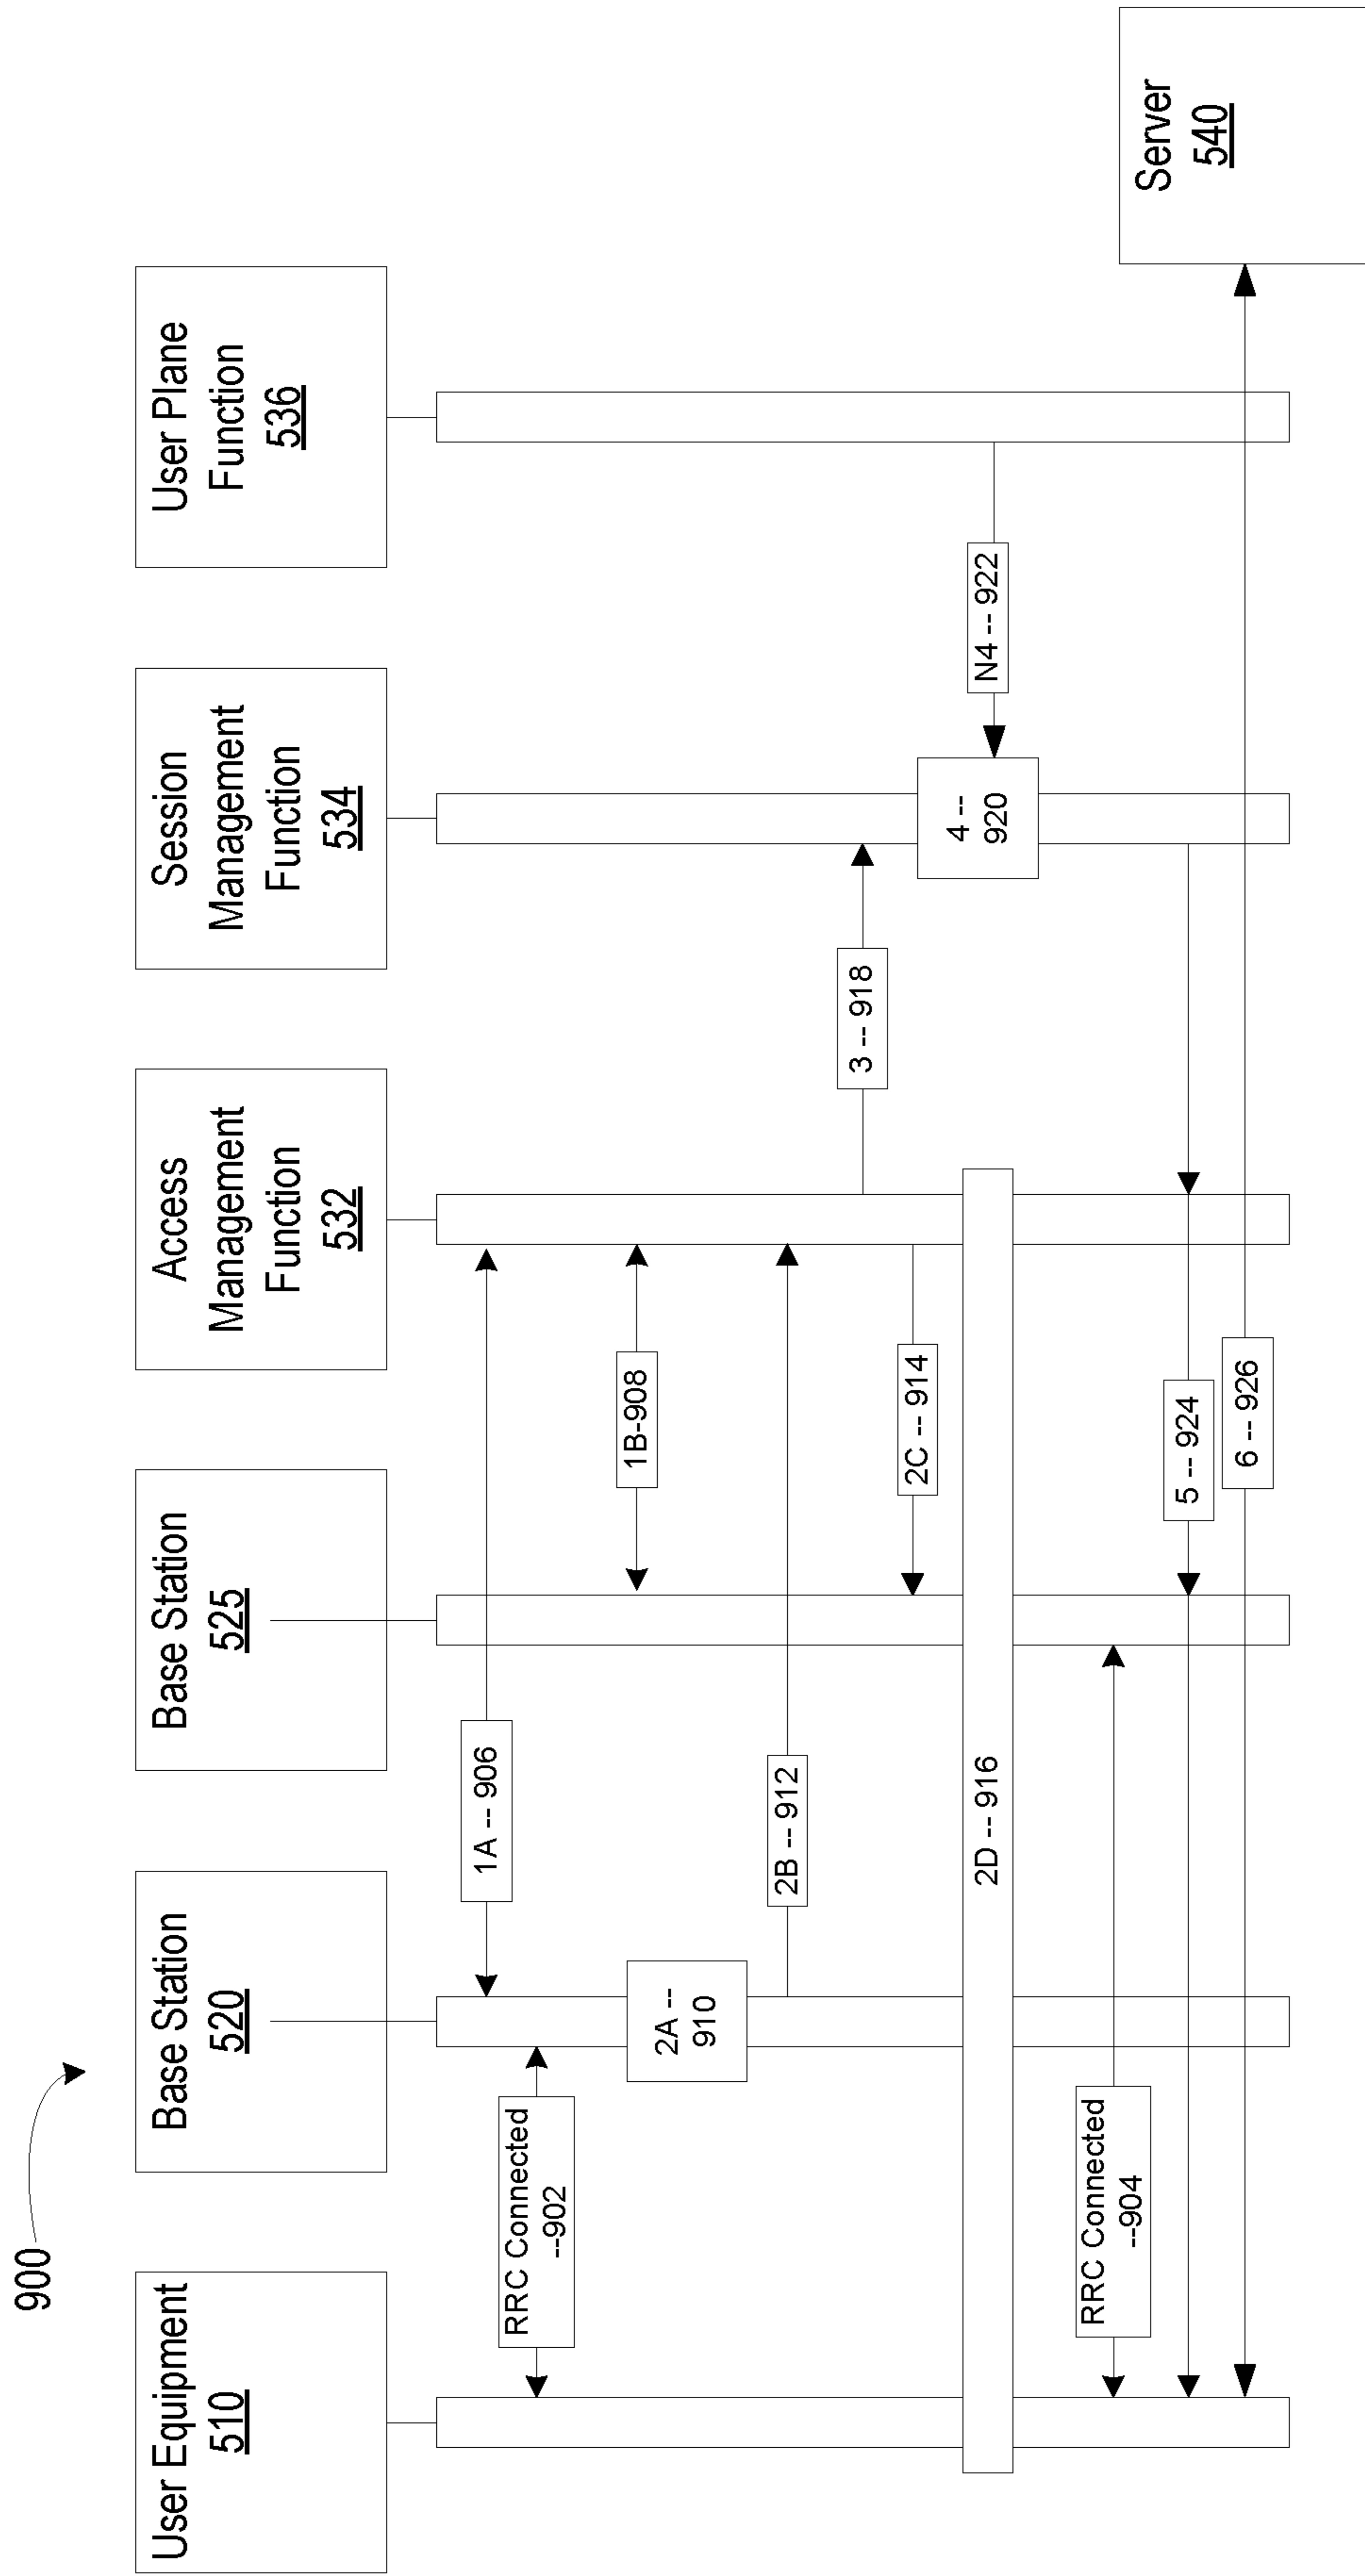 900
User Equipment
510
Base Station
520
Base Station
525
Access
Management
Function
532
Session
Management
Function
534
User Plane
Function
536
1A -- 906
RRC Connected
--902
1B-908
2A --
910
2B -- 912
3 -- 918
2C -- 914
2D -- 916
4 --
920
N4 -- 922
RRC Connected
--904
5 -- 924
6 -- 926
Server
540